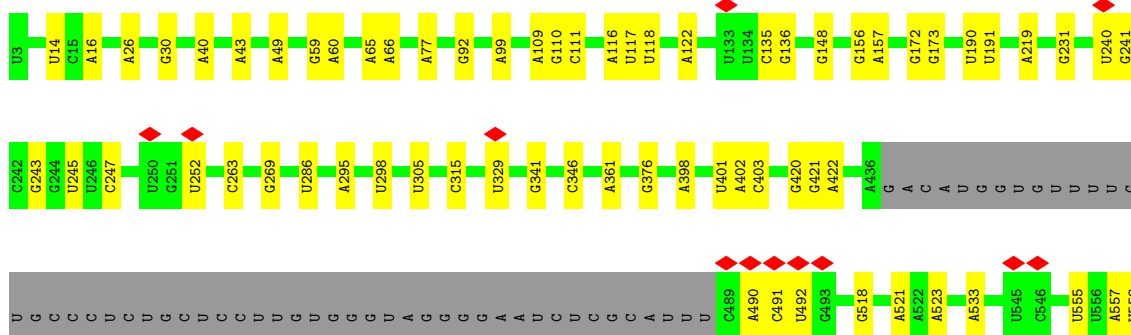 U3 U14 C15 A16 A26 G30 A40 A43 A49 G59 A60 A65 A66 A77 G92 A99 A109 G110 C111 A116 U117 U118 A122 U133 U134 C135 G136 G148 G156 A157 G172 G173 U190 U191 A219 G231 U240 G241
C242 G243 G244 U245 U246 C247 U250 G251 U252 C263 G269 U286 A295 U298 U305 C315 U329 G341 C346 A361 G376 A398 U401 A402 C403 G420 G421 A422 A436 G A C A U G G U G U U U U C
U G C C C U C U G C U C C U U G U G G G U A G G G G A A U C U C G C A U U U C489 A490 C491 U492 G493 G518 A521 A522 A523 A533 U545 C546 U555 U556 A557